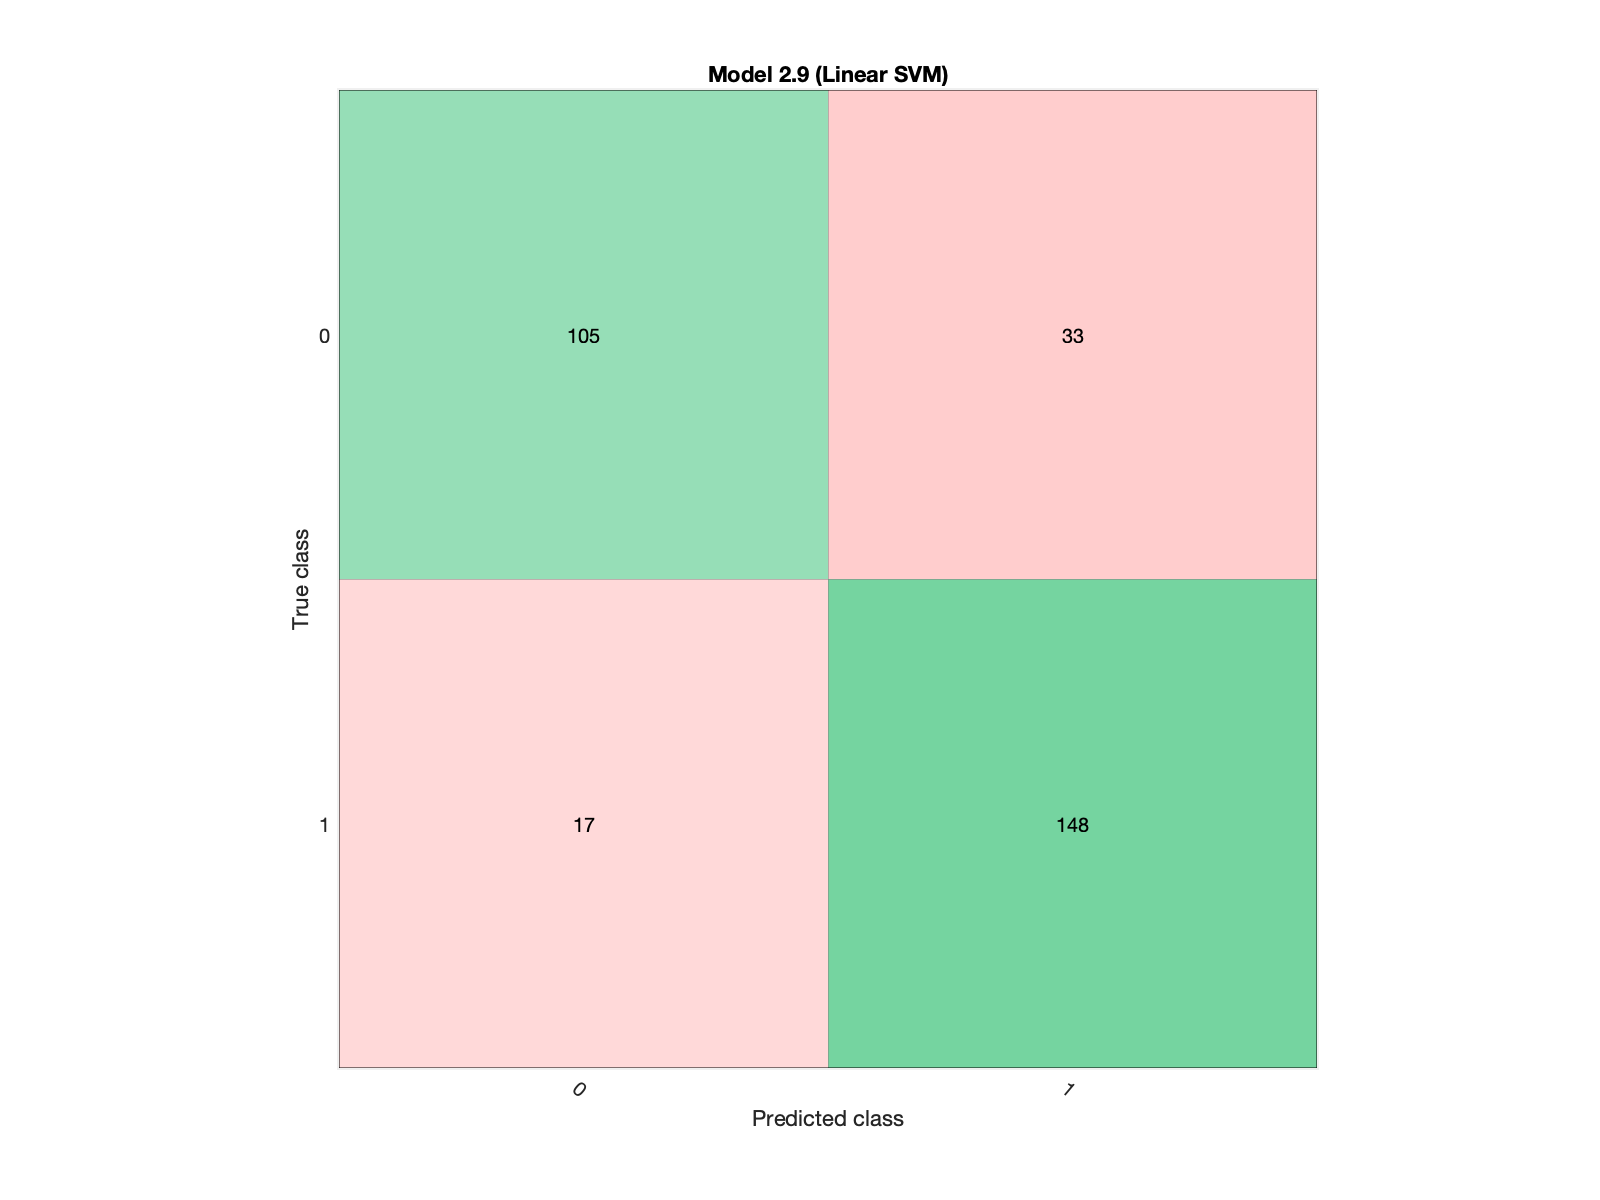 Model 2.9 (Linear SVM)
True class
0
105
33
1
17
148
0
1
Predicted class